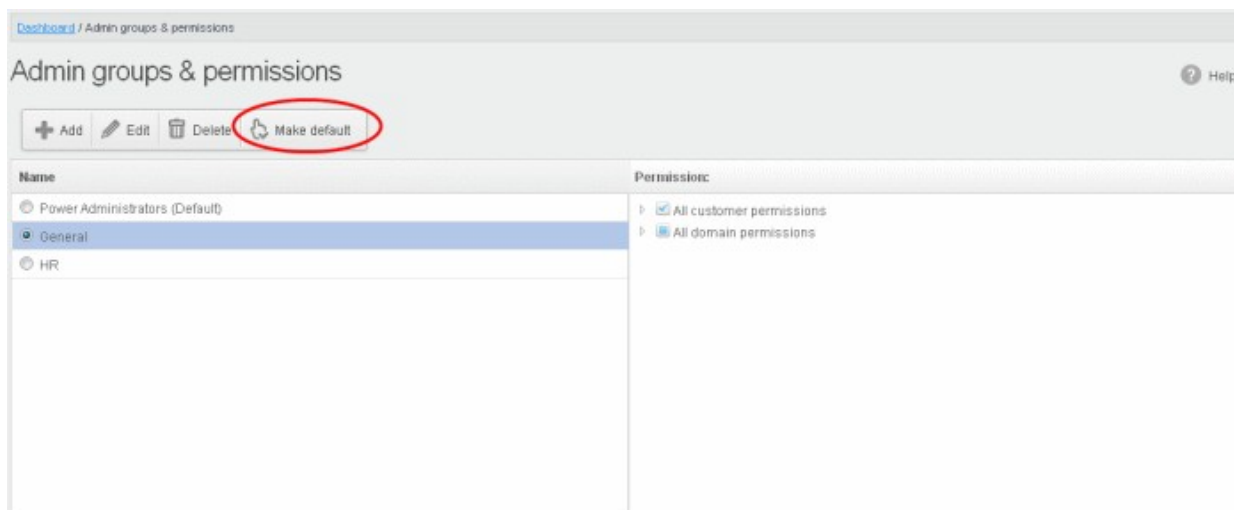 Dashboard / Admin groups & permissions
Admin groups & permissions
Help
Add Edit Delete Make default
Name Permission:
Power Administrators (Default)
All customer permissions
General
All domain permissions
HR